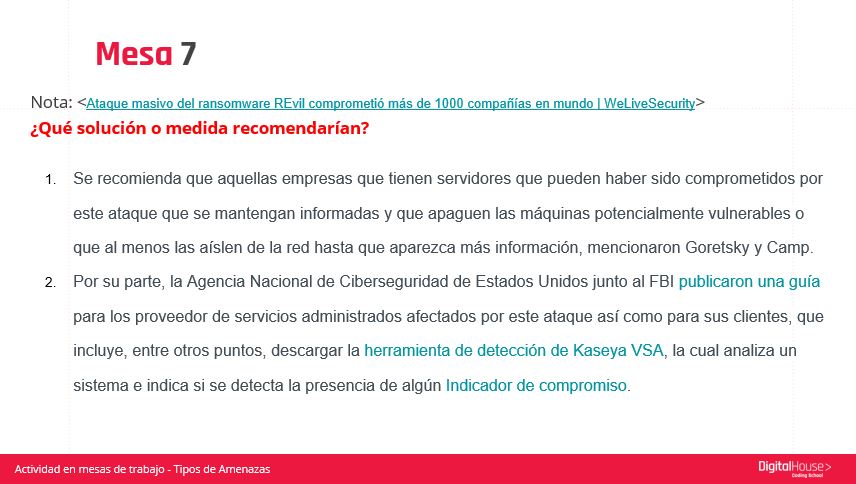 Mesa 7
Nota: <Ataque masivo del ransomware REvil comprometió más de 1000 compañías en mundo | WeLiveSecurity>
¿Qué solución o medida recomendarían?
1. Se recomienda que aquellas empresas que tienen servidores que pueden haber sido comprometidos por
este ataque que se mantengan informadas y que apaguen las máquinas potencialmente vulnerables o
que al menos las aíslen de la red hasta que aparezca más información, mencionaron Goretsky y Camp.
2. Por su parte, la Agencia Nacional de Ciberseguridad de Estados Unidos junto al FBI publicaron una guía
para los proveedor de servicios administrados afectados por este ataque así como para sus clientes, que
incluye, entre otros puntos, descargar la herramienta de detección de Kaseya VSA, la cual analiza un
sistema e indica si se detecta la presencia de algún Indicador de compromiso.
Actividad en mesas de trabajo - Tipos de Amenazas
DigitalHouse>
Coding School